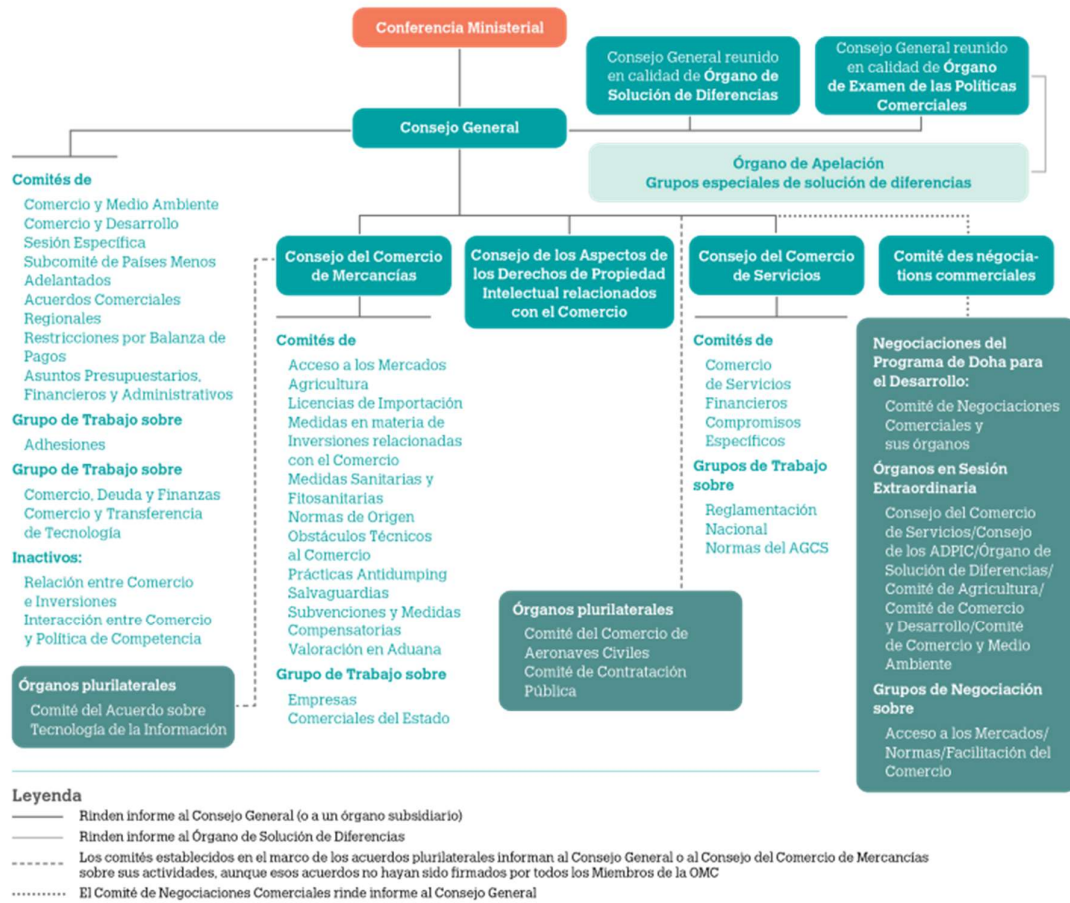 Conferencia Ministerial
Consejo General reunido
en calidad de Órgano de
Solución de Diferencias
Consejo General reunido
en calidad de Órgano
de Examen de las Políticas
Comerciales
Consejo General
Órgano de Apelación
Grupos especiales de solución de diferencias
Comités de
Comercio y Medio Ambiente
Comercio y Desarrollo
Sesión Específica
Subcomité de Países Menos
Adelantados
Acuerdos Comerciales
Regionales
Restricciones por Balanza de
Pagos
Asuntos Presupuestarios,
Financieros y Administrativos
Grupo de Trabajo sobre
Adhesiones
Grupo de Trabajo sobre
Comercio, Deuda y Finanzas
Comercio y Transferencia
de Tecnología
Inactivos:
Relación entre Comercio
e Inversiones
Interacción entre Comercio
y Política de Competencia
Órganos plurilaterales
Comité del Acuerdo sobre
Tecnología de la Información
Consejo del Comercio
de Mercancías
Comités de
Acceso a los Mercados
Agricultura
Licencias de Importación
Medidas en materia de
Inversiones relacionadas
con el Comercio
Medidas Sanitarias y
Fitosanitarias
Normas de Origen
Obstáculos Técnicos
al Comercio
Prácticas Antidumping
Salvaguardias
Subvenciones y Medidas
Compensatorias
Valoración en Aduana
Grupo de Trabajo sobre
Empresas
Comerciales del Estado
Consejo de los Aspectos de
los Derechos de Propiedad
Intelectual relacionados
con el Comercio
Órganos plurilaterales
Comité del Comercio de
Aeronaves Civiles
Comité de Contratación
Pública
Consejo del Comercio
de Servicios
Comités de
Comercio
de Servicios
Financieros
Compromisos
Específicos
Grupos de Trabajo
sobre
Reglamentación
Nacional
Normas del AGCS
Comité des négocia-
tions commerciales
Negociaciones del
Programa de Doha para
el Desarrollo:
Comité de Negociaciones
Comerciales y
sus órganos
Órganos en Sesión
Extraordinaria
Consejo del Comercio
de Servicios/Consejo
de los ADPIC/Órgano de
Solución de Diferencias/
Comité de Agricultura/
Comité de Comercio
y Desarrollo/Comité
de Comercio y Medio
Ambiente
Grupos de Negociación
sobre
Acceso a los Mercados/
Normas/Facilitación del
Comercio
Leyenda
Rinden informe al Consejo General (o a un órgano subsidiario)
Rinden informe al Órgano de Solución de Diferencias
Los comités establecidos en el marco de los acuerdos plurilaterales informan al Consejo General o al Consejo del Comercio de Mercancías
sobre sus actividades, aunque esos acuerdos no hayan sido firmados por todos los Miembros de la OMC
El Comité de Negociaciones Comerciales rinde informe al Consejo General